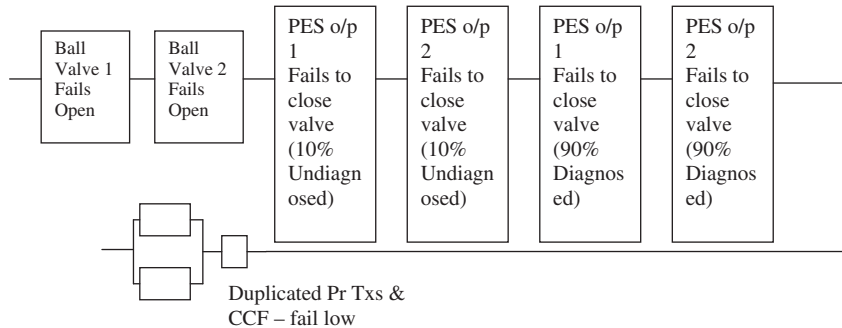 Ball
Valve 1
Fails
Open
Ball
Valve 2
Fails
Open
PES o/p
1
Fails to
close
valve
(10%
Undiagn
osed)
PES o/p
2
Fails to
close
valve
(10%
Undiagn
osed)
PES o/p
1
Fails to
close
valve
(90%
Diagnos
ed)
PES o/p
2
Fails to
close
valve
(90%
Diagnos
ed)
Duplicated Pr Txs &
CCF – fail low